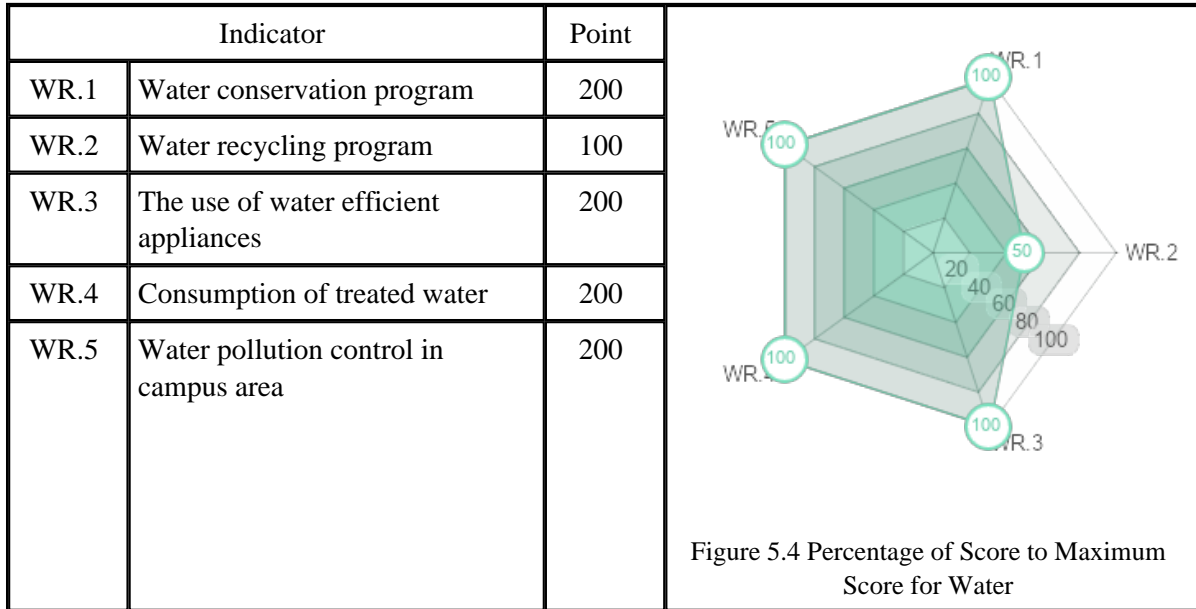 Indicator Point
WR.1 Water conservation program 200
WR.2 Water recycling program 100
WR.3 The use of water efficient
appliances 200
WR.4 Consumption of treated water 200
WR.5 Water pollution control in
campus area 200
WR.1
100
WR.
100
50
WR.2
20
40
60
80
100
100
WR.4
100
WR.3
Figure 5.4 Percentage of Score to Maximum
Score for Water